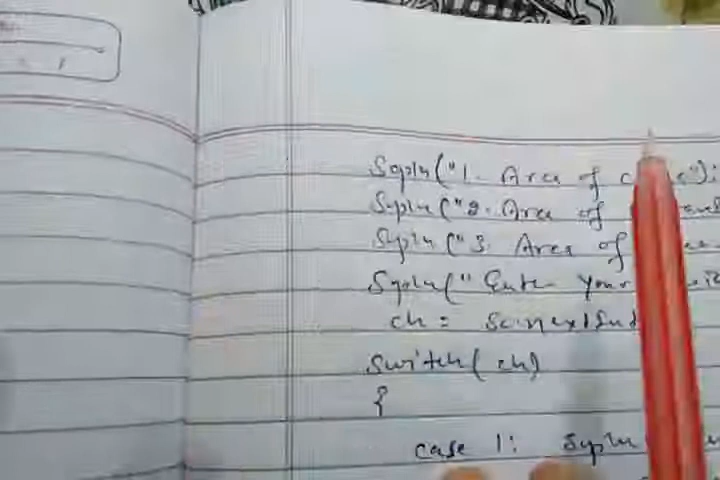 Sopln("1. Area of
Sopln("2. Area of
Sopln("3. Area of
Sopln(" Enter Your
ch = sc.nextInt
switch( ch)
{
case 1: Sopln